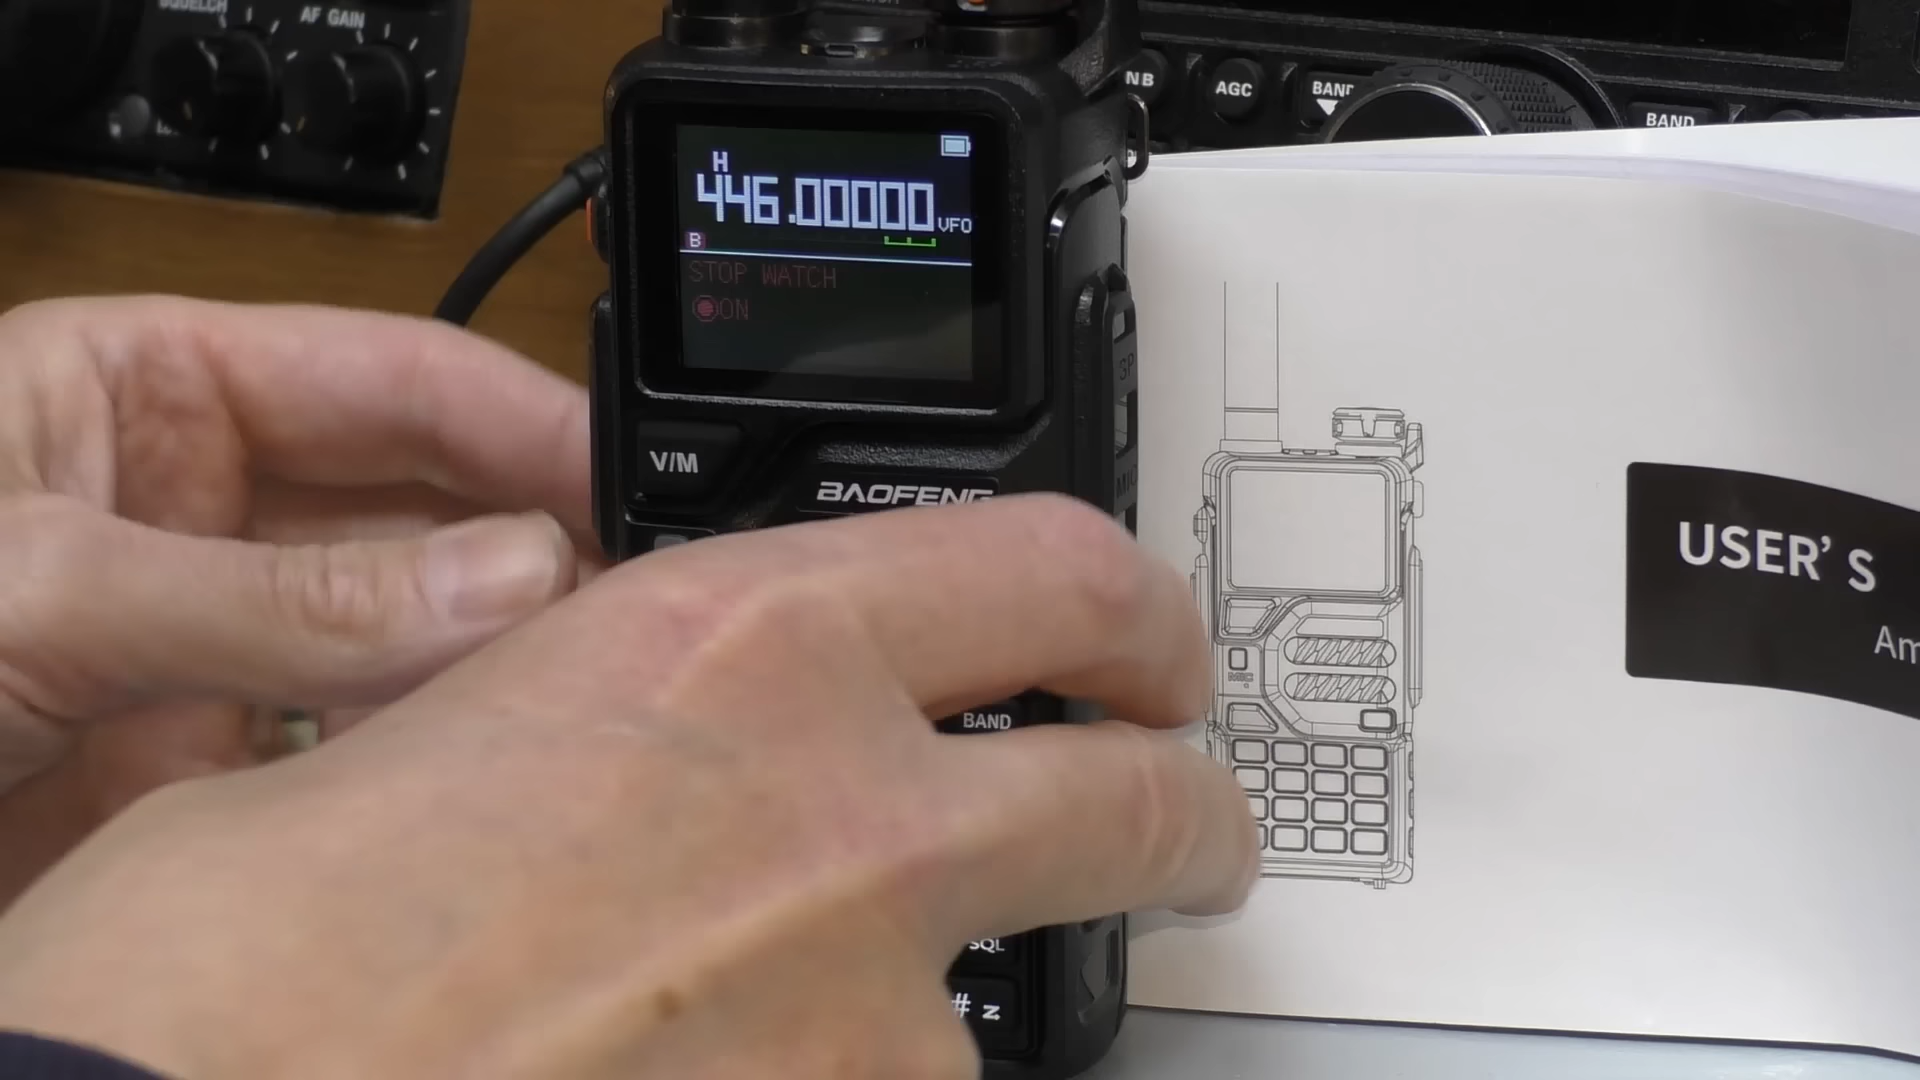 SQUELCH
AF GAIN
NB
AGC
BAND
BAND
H
446.00000
VFO
B
STOP WATCH
ON
SP
MIC
V/M
BAOFENG
BAND
SQL
#
USER' S
MIC